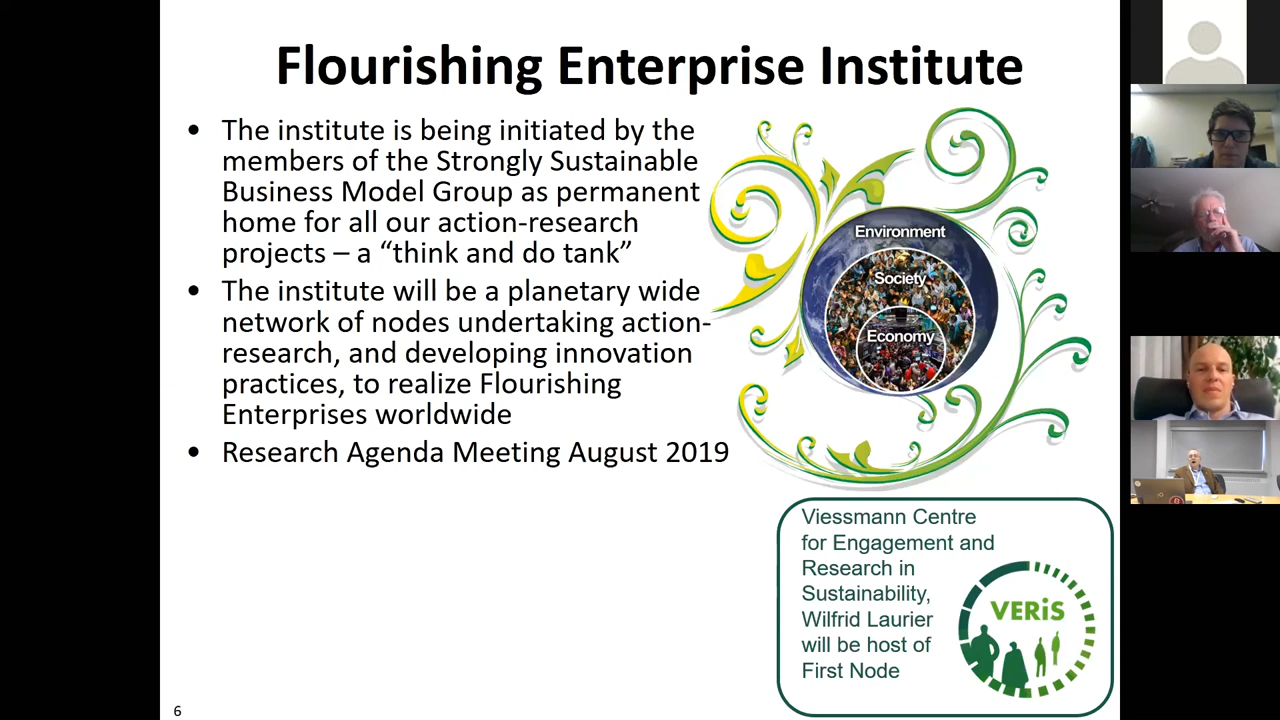 Flourishing Enterprise Institute
• The institute is being initiated by the
members of the Strongly Sustainable
Business Model Group as permanent
home for all our action-research
projects – a “think and do tank”
• The institute will be a planetary wide
network of nodes undertaking action-
research, and developing innovation
practices, to realize Flourishing
Enterprises worldwide
• Research Agenda Meeting August 2019
Environment
Society
Economy
Viessmann Centre
for Engagement and
Research in
Sustainability,
Wilfrid Laurier
will be host of
First Node
VERiS
6